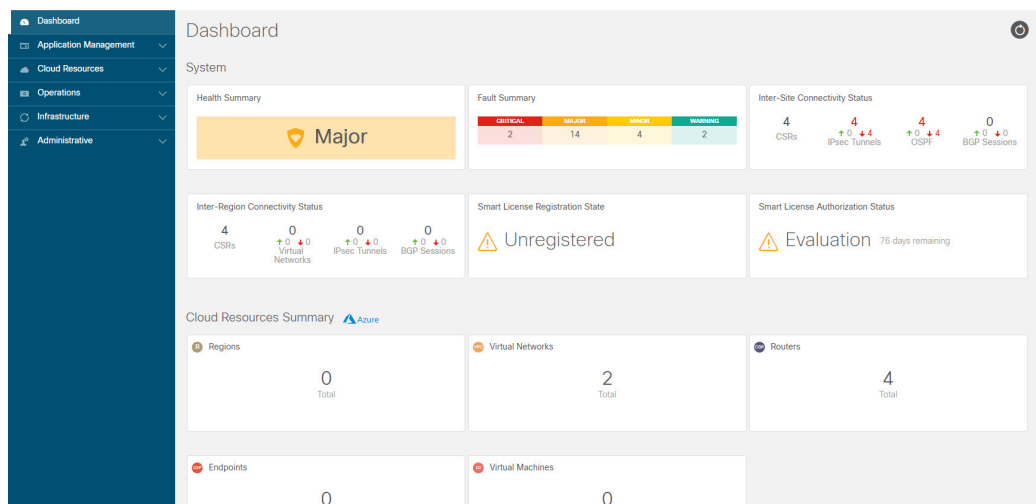 Dashboard
Application Management
Cloud Resources
Operations
Infrastructure
Administrative
Dashboard
System
Health Summary
Major
Fault Summary
CRITICAL MAJOR MINOR WARNING
2 14 4 2
Inter-Site Connectivity Status
4 4 4 0
↑ 0 ↓ 4 ↑ 0 ↓ 4 ↑ 0 ↓ 0
CSRs IPsec Tunnels OSPF BGP Sessions
Inter-Region Connectivity Status
4 0 0 0
↑ 0 ↓ 0 ↑ 0 ↓ 0 ↑ 0 ↓ 0
CSRs Virtual Networks IPsec Tunnels BGP Sessions
Smart License Registration State
Unregistered
Smart License Authorization Status
Evaluation 76 days remaining
Cloud Resources Summary Azure
R Regions
0
Total
VPC Virtual Networks
2
Total
CSR Routers
4
Total
Endpoints
0
Virtual Machines
0